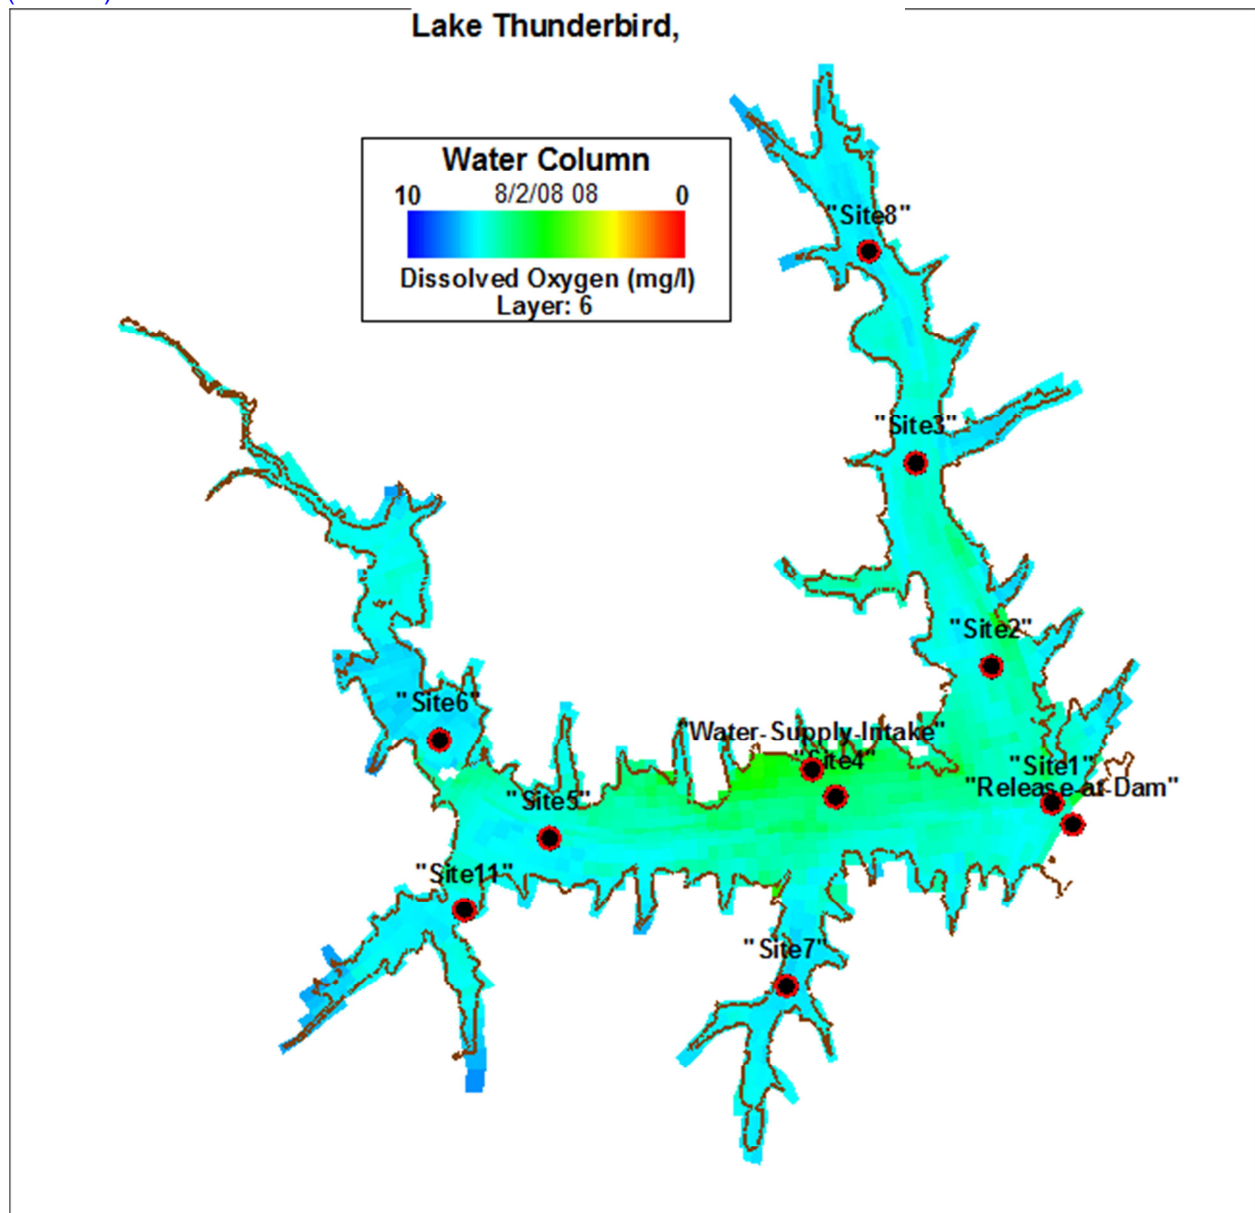 Lake Thunderbird,
Water Column
8/2/08 08
10 0
Dissolved Oxygen (mg/l)
Layer: 6
"Site8"
"Site3"
"Site2"
"Site6"
"Water-Supply-Intake"
"Site4"
"Site1"
"Release-at-Dam"
"Site5"
"Site11"
"Site7"